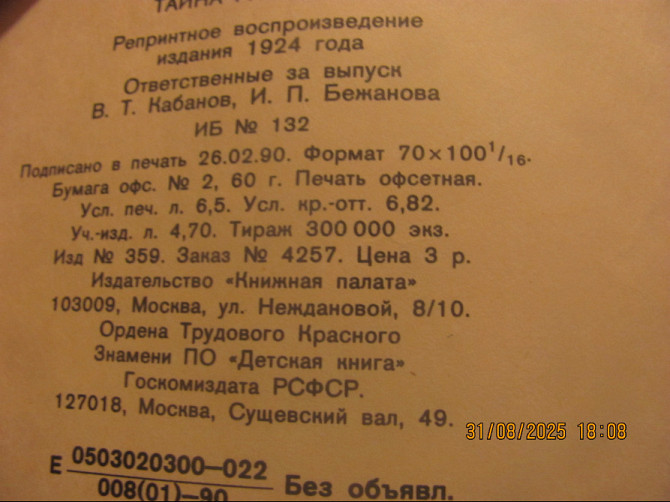 ТАЙНА
Репринтное воспроизведение
издания 1924 года
Ответственные за выпуск
В. Т. Кабанов, И. П. Бежанова
ИБ № 132
Подписано в печать 26.02.90. Формат 70×100¹/₁₆.
Бумага офс. № 2, 60 г. Печать офсетная.
Усл. печ. л. 6,5. Усл. кр.-отт. 6,82.
Уч.-изд. л. 4,70. Тираж 300 000 экз.
Изд № 359. Заказ № 4257. Цена 3 р.
Издательство «Книжная палата»
103009, Москва, ул. Неждановой, 8/10.
Ордена Трудового Красного
Знамени ПО «Детская книга»
Госкомиздата РСФСР.
127018, Москва, Сущевский вал, 49.
31/08/2025 18:08
Е 0503020300—022
008(01)—90 Без объявл.